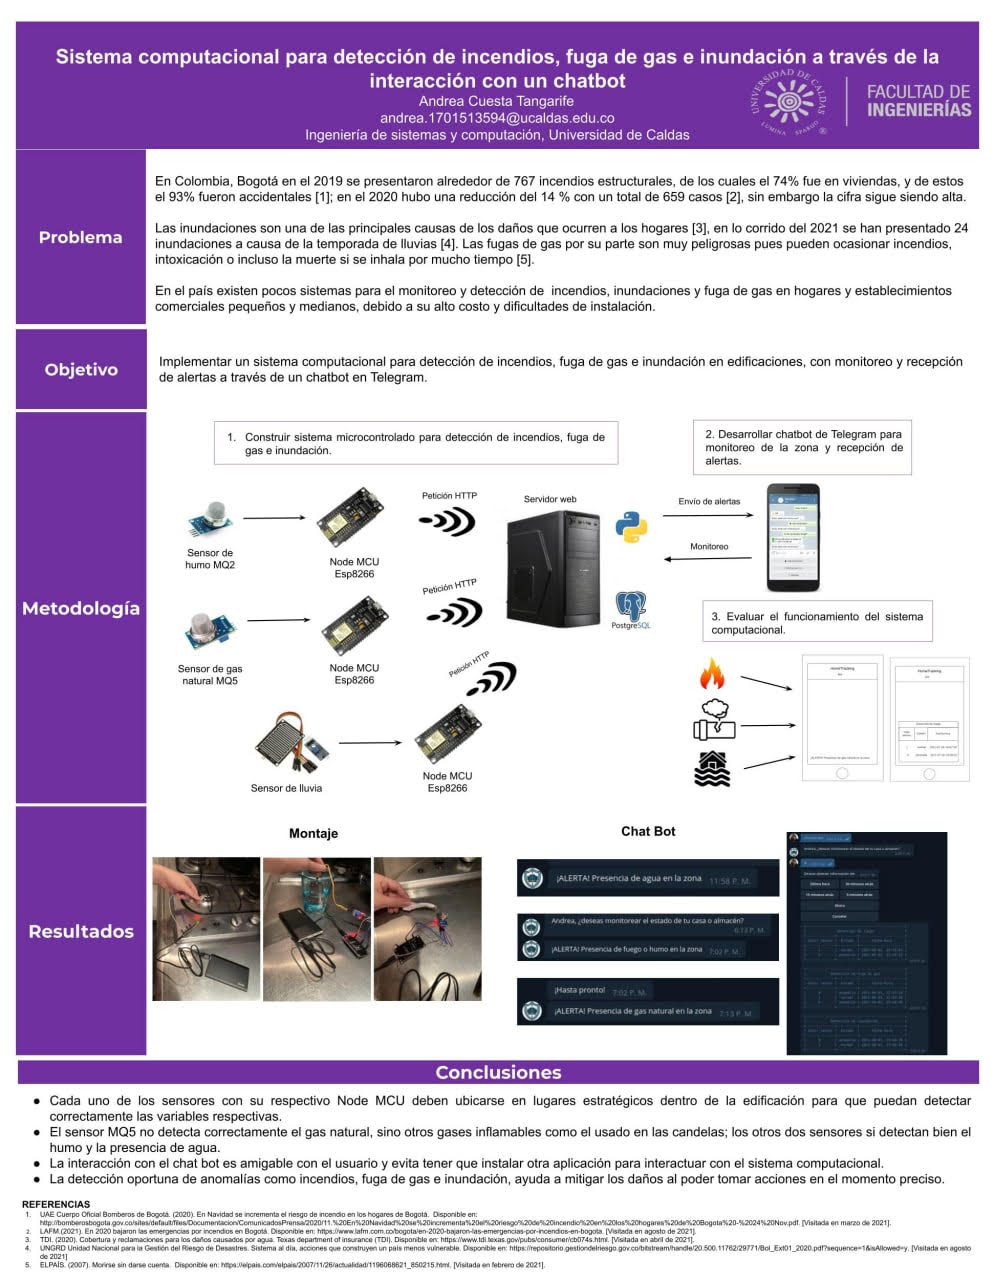 Sistema computacional para detección de incendios, fuga de gas e inundación a través de la
interacción con un chatbot
Andrea Cuesta Tangarife
andrea.1701513594@ucaldas.edu.co
Ingeniería de sistemas y computación, Universidad de Caldas
UNIVERSIDAD DE CALDAS
LUMINA SPARGO
FACULTAD DE
INGENIERÍAS
Problema
En Colombia, Bogotá en el 2019 se presentaron alrededor de 767 incendios estructurales, de los cuales el 74% fue en viviendas, y de estos
el 93% fueron accidentales [1]; en el 2020 hubo una reducción del 14 % con un total de 659 casos [2], sin embargo la cifra sigue siendo alta.
Las inundaciones son una de las principales causas de los daños que ocurren a los hogares [3], en lo corrido del 2021 se han presentado 24
inundaciones a causa de la temporada de lluvias [4]. Las fugas de gas por su parte son muy peligrosas pues pueden ocasionar incendios,
intoxicación o incluso la muerte si se inhala por mucho tiempo [5].
En el país existen pocos sistemas para el monitoreo y detección de incendios, inundaciones y fuga de gas en hogares y establecimientos
comerciales pequeños y medianos, debido a su alto costo y dificultades de instalación.
Objetivo
Implementar un sistema computacional para detección de incendios, fuga de gas e inundación en edificaciones, con monitoreo y recepción
de alertas a través de un chatbot en Telegram.
Metodología
1. Construir sistema microcontrolado para detección de incendios, fuga de
gas e inundación.
2. Desarrollar chatbot de Telegram para
monitoreo de la zona y recepción de
alertas.
Sensor de
humo MQ2
Node MCU
Esp8266
Petición HTTP
Servidor web
Envío de alertas
Monitoreo
Sensor de gas
natural MQ5
Node MCU
Esp8266
Petición HTTP
PostgreSQL
3. Evaluar el funcionamiento del sistema
computacional.
Sensor de lluvia
Node MCU
Esp8266
Petición HTTP
HomeTracking
HomeTracking
Resultados
Montaje
Chat Bot
¡ALERTA! Presencia de agua en la zona 11:58 P. M.
Andrea, ¿deseas monitorear el estado de tu casa o almacén?
6:13 P. M.
¡ALERTA! Presencia de fuego o humo en la zona 7:02 P. M.
¡Hasta pronto! 7:02 P. M.
¡ALERTA! Presencia de gas natural en la zona 7:13 P. M.
Andrea, ¿deseas monitorear el estado de tu casa o almacén?
Conclusiones
● Cada uno de los sensores con su respectivo Node MCU deben ubicarse en lugares estratégicos dentro de la edificación para que puedan detectar
correctamente las variables respectivas.
● El sensor MQ5 no detecta correctamente el gas natural, sino otros gases inflamables como el usado en las candelas; los otros dos sensores si detectan bien el
humo y la presencia de agua.
● La interacción con el chat bot es amigable con el usuario y evita tener que instalar otra aplicación para interactuar con el sistema computacional.
● La detección oportuna de anomalías como incendios, fuga de gas e inundación, ayuda a mitigar los daños al poder tomar acciones en el momento preciso.
REFERENCIAS
1. UAE Cuerpo Oficial Bomberos de Bogotá. (2020). En Navidad se incrementa el riesgo de incendio en los hogares de Bogotá. Disponible en:
http://bomberosbogota.gov.co/sites/default/files/Documentacion/ComunicadosPrensa/2020/11.%20En%20Navidad%20se%20incrementa%20el%20riesgo%20de%20incendio%20en%20los%20hogares%20de%20Bogota%20-%2024%20Nov.pdf. [Visitada en marzo de 2021].
2. LAFM.(2021). En 2020 bajaron las emergencias por incendios en Bogotá. Disponible en: https://www.lafm.com.co/bogota/en-2020-bajaron-las-emergencias-por-incendios-en-bogota. [Visitada en agosto de 2021].
3. TDI. (2020). Cobertura y reclamaciones para los daños causados por agua. Texas department of insurance (TDI). Disponible en: https://www.tdi.texas.gov/pubs/consumer/cb074s.html. [Visitada en abril de 2021].
4. UNGRD Unidad Nacional para la Gestión del Riesgo de Desastres. Sistema al día, acciones que construyen un país menos vulnerable. Disponible en: https://repositorio.gestiondelriesgo.gov.co/bitstream/handle/20.500.11762/29771/Bol_Ext01_2020.pdf?sequence=1&isAllowed=y. [Visitada en agosto
de 2021]
5. ELPAÍS. (2007). Morirse sin darse cuenta. Disponible en: https://elpais.com/elpais/2007/11/26/actualidad/1196068621_850215.html. [Visitada en febrero de 2021].